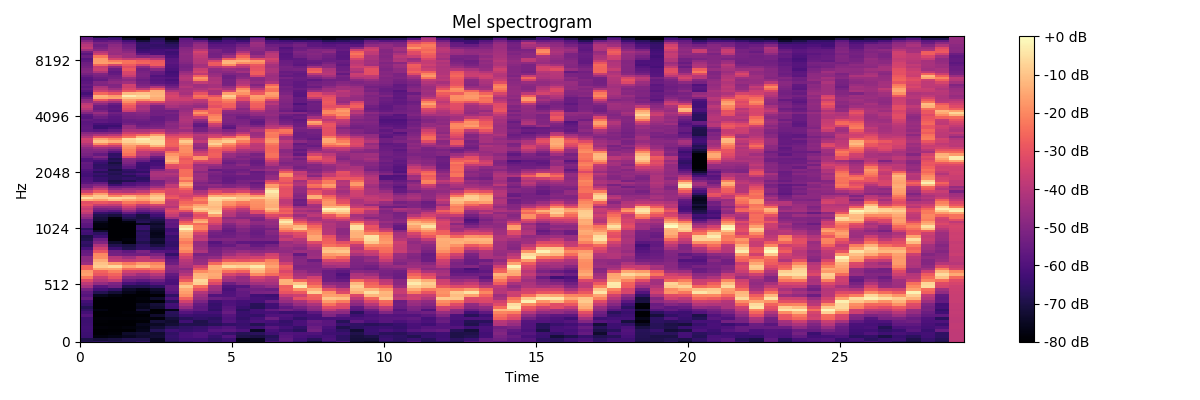 Mel spectrogram
8192
4096
2048
1024
512
0
Hz
0 5 10 15 20 25
Time
+0 dB
-10 dB
-20 dB
-30 dB
-40 dB
-50 dB
-60 dB
-70 dB
-80 dB